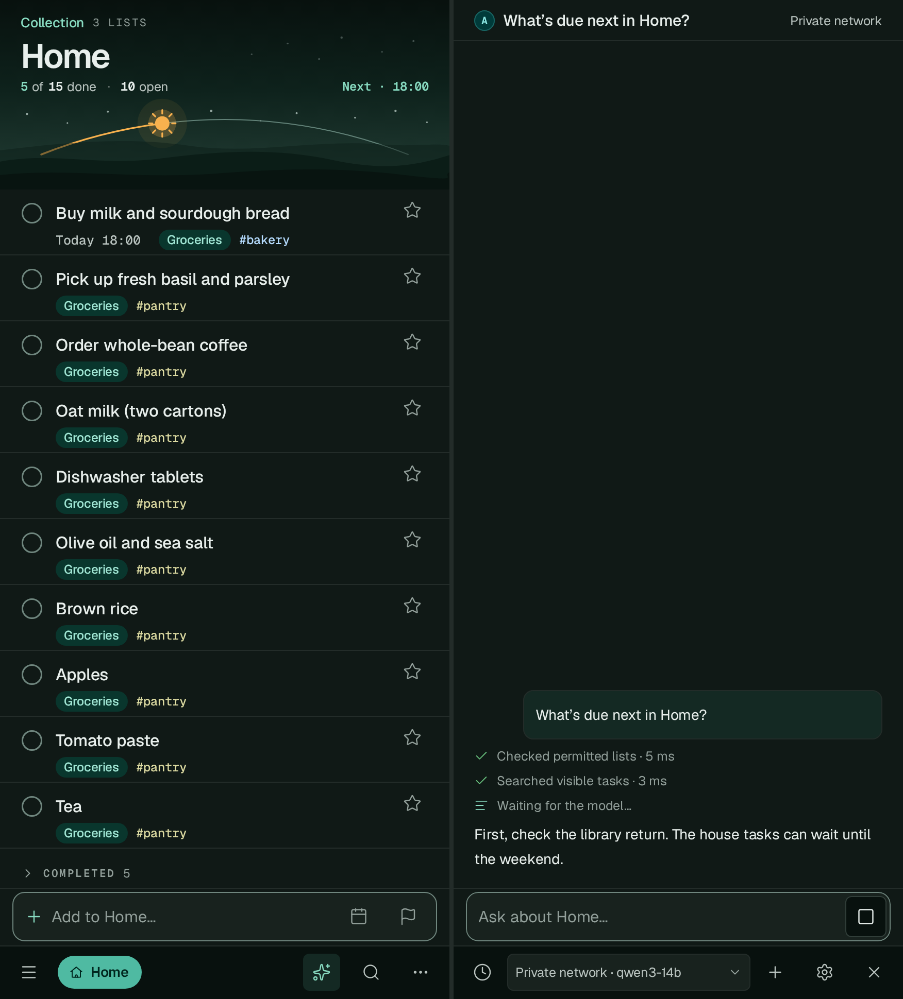 Collection 3 LISTS
Home
5 of 15 done · 10 open
Next · 18:00
Buy milk and sourdough bread
Today 18:00 Groceries #bakery
Pick up fresh basil and parsley
Groceries #pantry
Order whole-bean coffee
Groceries #pantry
Oat milk (two cartons)
Groceries #pantry
Dishwasher tablets
Groceries #pantry
Olive oil and sea salt
Groceries #pantry
Brown rice
Groceries #pantry
Apples
Groceries #pantry
Tomato paste
Groceries #pantry
Tea
Groceries #pantry
COMPLETED 5
Add to Home…
Home
A What’s due next in Home? Private network
What’s due next in Home?
Checked permitted lists · 5 ms
Searched visible tasks · 3 ms
Waiting for the model…
First, check the library return. The house tasks can wait until
the weekend.
Ask about Home…
Private network · qwen3-14b